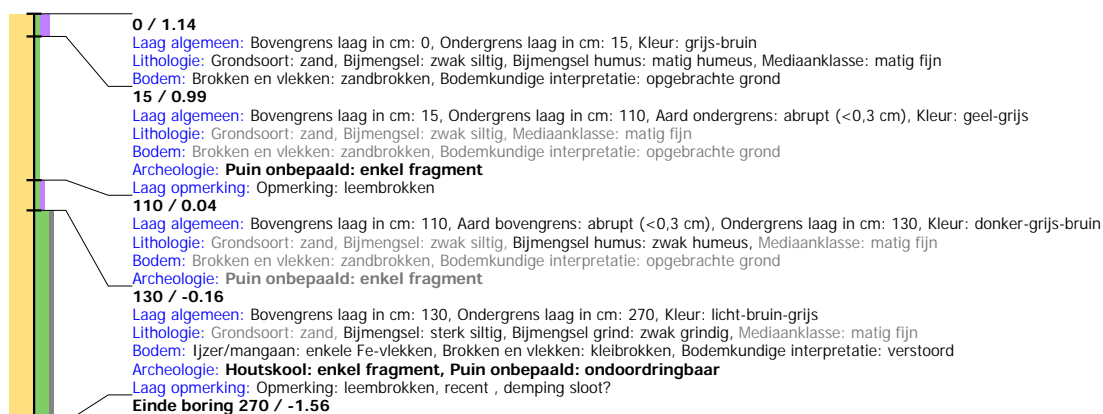 0 / 1.14
Laag algemeen: Bovengrens laag in cm: 0, Ondergrens laag in cm: 15, Kleur: grijs-bruin
Lithologie: Grondsoort: zand, Bijmengsel: zwak siltig, Bijmengsel humus: matig humeus, Mediaanklasse: matig fijn
Bodem: Brokken en vlekken: zandbrokken, Bodemkundige interpretatie: opgebrachte grond
15 / 0.99
Laag algemeen: Bovengrens laag in cm: 15, Ondergrens laag in cm: 110, Aard ondergrens: abrupt (<0,3 cm), Kleur: geel-grijs
Lithologie: Grondsoort: zand, Bijmengsel: zwak siltig, Mediaanklasse: matig fijn
Bodem: Brokken en vlekken: zandbrokken, Bodemkundige interpretatie: opgebrachte grond
Archeologie: Puin onbepaald: enkel fragment
Laag opmerking: Opmerking: leembrokken
110 / 0.04
Laag algemeen: Bovengrens laag in cm: 110, Aard bovengrens: abrupt (<0,3 cm), Ondergrens laag in cm: 130, Kleur: donker-grijs-bruin
Lithologie: Grondsoort: zand, Bijmengsel: zwak siltig, Bijmengsel humus: zwak humeus, Mediaanklasse: matig fijn
Bodem: Brokken en vlekken: zandbrokken, Bodemkundige interpretatie: opgebrachte grond
Archeologie: Puin onbepaald: enkel fragment
130 / -0.16
Laag algemeen: Bovengrens laag in cm: 130, Ondergrens laag in cm: 270, Kleur: licht-bruin-grijs
Lithologie: Grondsoort: zand, Bijmengsel: sterk siltig, Bijmengsel grind: zwak grindig, Mediaanklasse: matig fijn
Bodem: Ijzer/mangaan: enkele Fe-vlekken, Brokken en vlekken: kleibrokken, Bodemkundige interpretatie: verstoord
Archeologie: Houtskool: enkel fragment, Puin onbepaald: ondoordringbaar
Laag opmerking: Opmerking: leembrokken, recent , demping sloot?
Einde boring 270 / -1.56